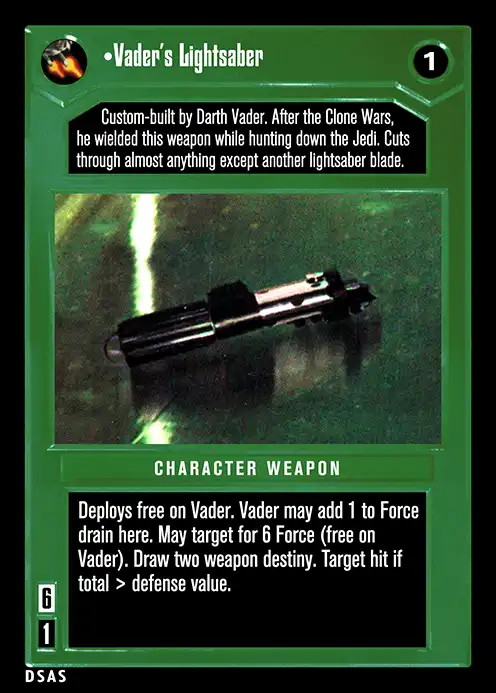 •Vader's Lightsaber
1
Custom-built by Darth Vader. After the Clone Wars,
he wielded this weapon while hunting down the Jedi. Cuts
through almost anything except another lightsaber blade.
CHARACTER WEAPON
Deploys free on Vader. Vader may add 1 to Force
drain here. May target for 6 Force (free on
Vader). Draw two weapon destiny. Target hit if
total > defense value.
6
1
DSAS